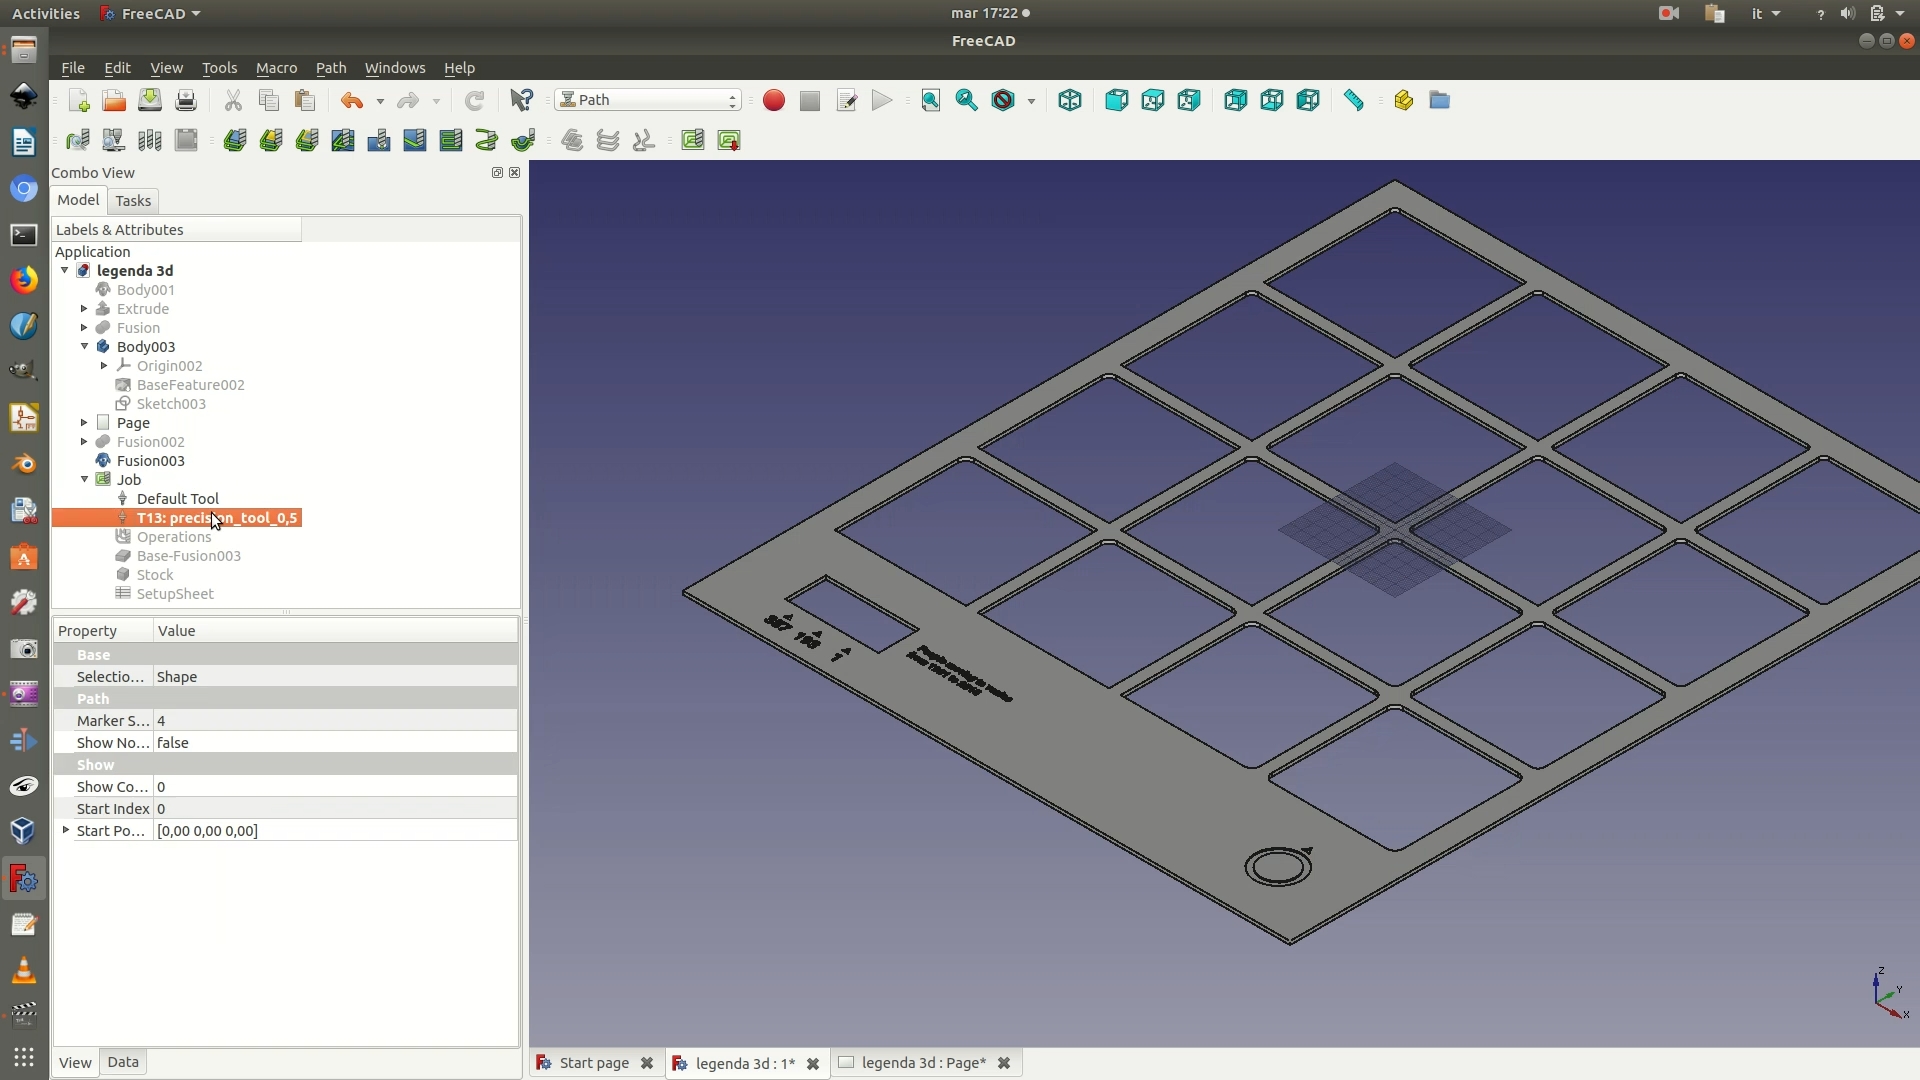 Activities FreeCAD mar 17:22 it ?
FreeCAD
File Edit View Tools Macro Path Windows Help
Path
Combo View
Model Tasks
Labels & Attributes
Application
legenda 3d
Body001
Extrude
Fusion
Body003
Origin002
BaseFeature002
Sketch003
Page
Fusion002
Fusion003
Job
Default Tool
T13: precision_tool_0,5
Operations
Base-Fusion003
Stock
SetupSheet
Property Value
Base
Selectio... Shape
Path
Marker S... 4
Show No... false
Show
Show Co... 0
Start Index 0
Start Po... [0,00 0,00 0,00]
View Data
Start page legenda 3d : 1* legenda 3d : Page*
Z
Y
X